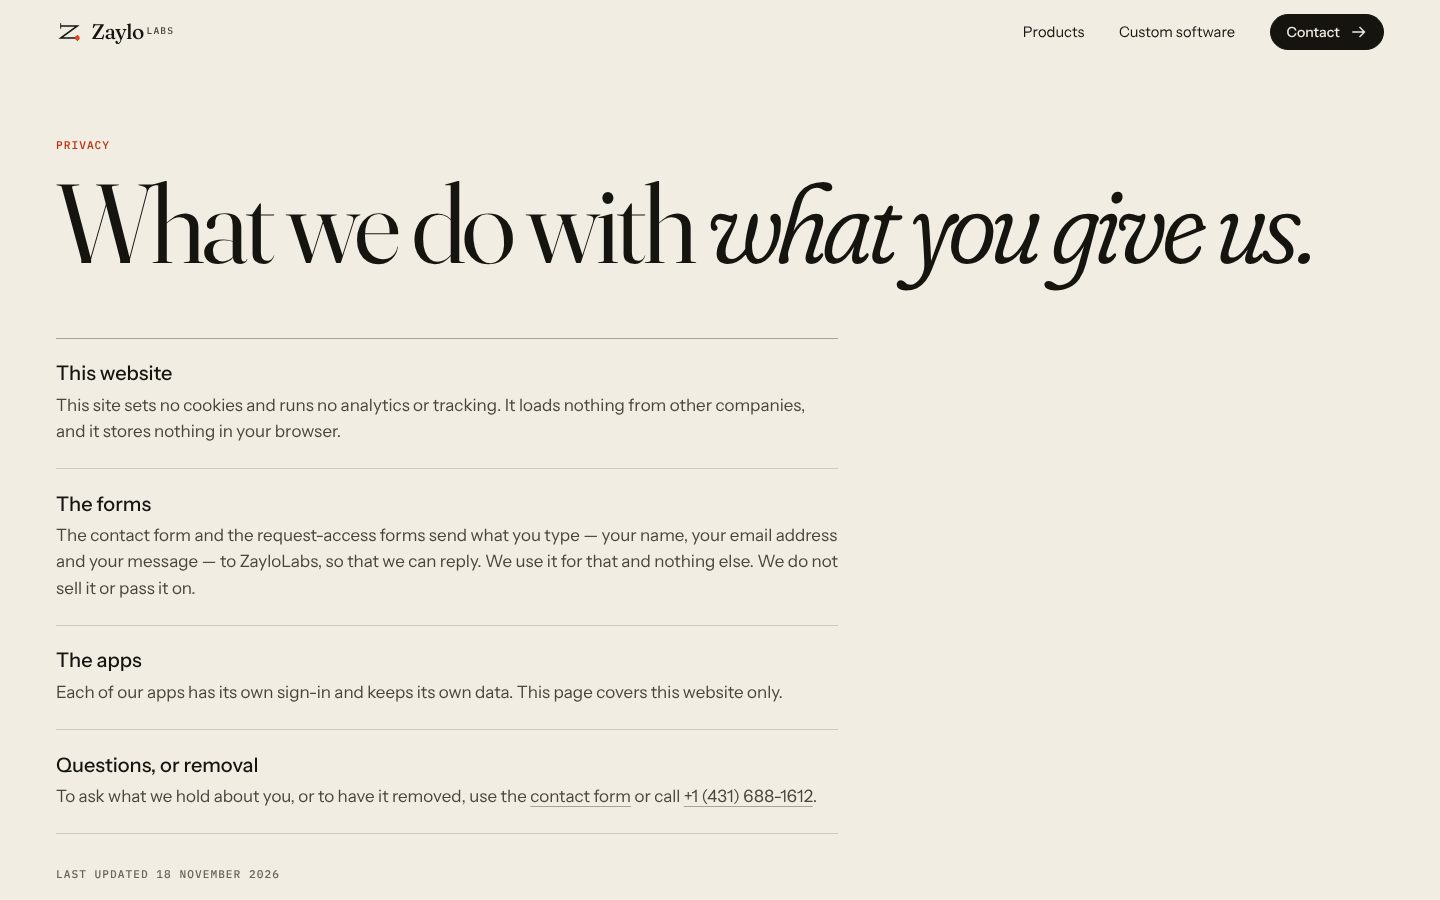 Zaylo LABS
Products
Custom software
Contact →
PRIVACY
What we do with what you give us.
This website
This site sets no cookies and runs no analytics or tracking. It loads nothing from other companies,
and it stores nothing in your browser.
The forms
The contact form and the request-access forms send what you type — your name, your email address
and your message — to ZayloLabs, so that we can reply. We use it for that and nothing else. We do not
sell it or pass it on.
The apps
Each of our apps has its own sign-in and keeps its own data. This page covers this website only.
Questions, or removal
To ask what we hold about you, or to have it removed, use the contact form or call +1 (431) 688-1612.
LAST UPDATED 18 NOVEMBER 2026